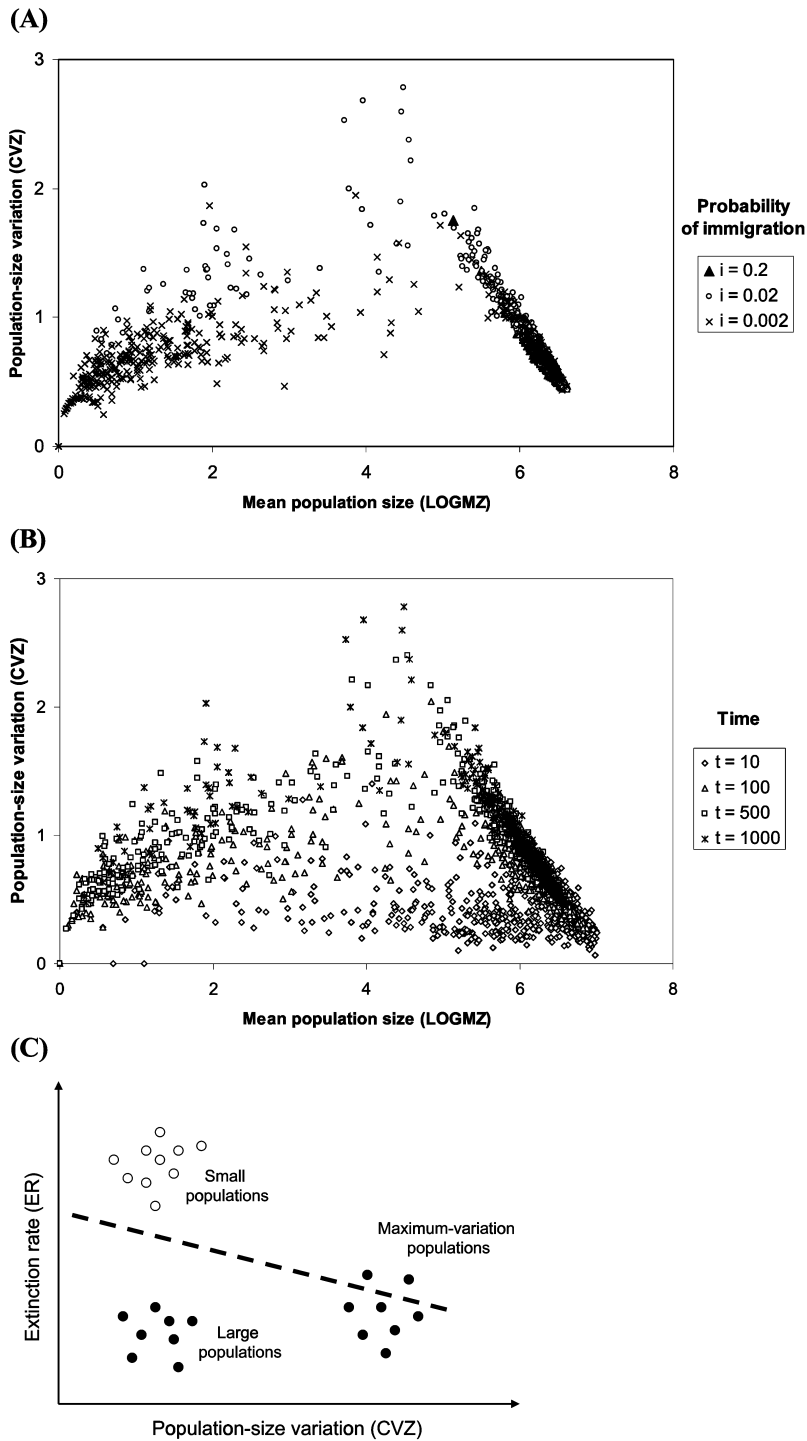 (A)
3
2
1
0
0 2 4 6 8
Population-size variation (CVZ)
Mean population size (LOGMZ)
Probability
of immigration
i = 0.2
i = 0.02
i = 0.002
(B)
3
2
1
0
0 2 4 6 8
Population-size variation (CVZ)
Mean population size (LOGMZ)
Time
t = 10
t = 100
t = 500
t = 1000
(C)
Extinction rate (ER)
Small
populations
Maximum-variation
populations
Large
populations
Population-size variation (CVZ)